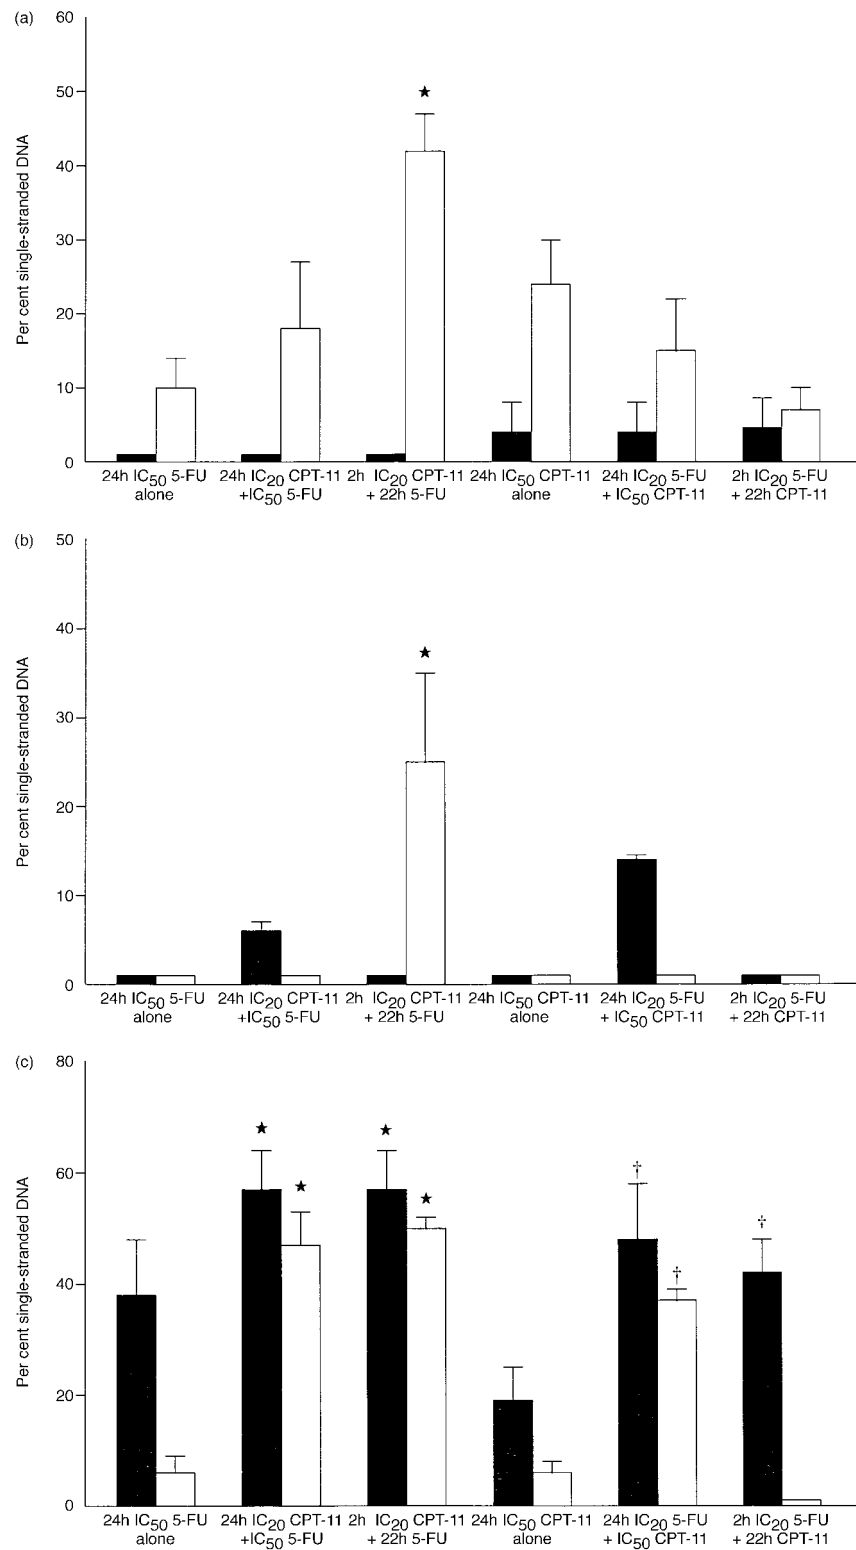 (a)
60
50
40
30
20
10
0
Per cent single-stranded DNA
★
24h IC50 5-FU
alone
24h IC20 CPT-11
+IC50 5-FU
2h IC20 CPT-11
+ 22h 5-FU
24h IC50 CPT-11
alone
24h IC20 5-FU
+ IC50 CPT-11
2h IC20 5-FU
+ 22h CPT-11
(b)
50
40
30
20
10
0
Per cent single-stranded DNA
★
24h IC50 5-FU
alone
24h IC20 CPT-11
+IC50 5-FU
2h IC20 CPT-11
+ 22h 5-FU
24h IC50 CPT-11
alone
24h IC20 5-FU
+ IC50 CPT-11
2h IC20 5-FU
+ 22h CPT-11
(c)
80
60
40
20
0
Per cent single-stranded DNA
★
★
★
★
†
†
†
24h IC50 5-FU
alone
24h IC20 CPT-11
+IC50 5-FU
2h IC20 CPT-11
+ 22h 5-FU
24h IC50 CPT-11
alone
24h IC20 5-FU
+ IC50 CPT-11
2h IC20 5-FU
+ 22h CPT-11